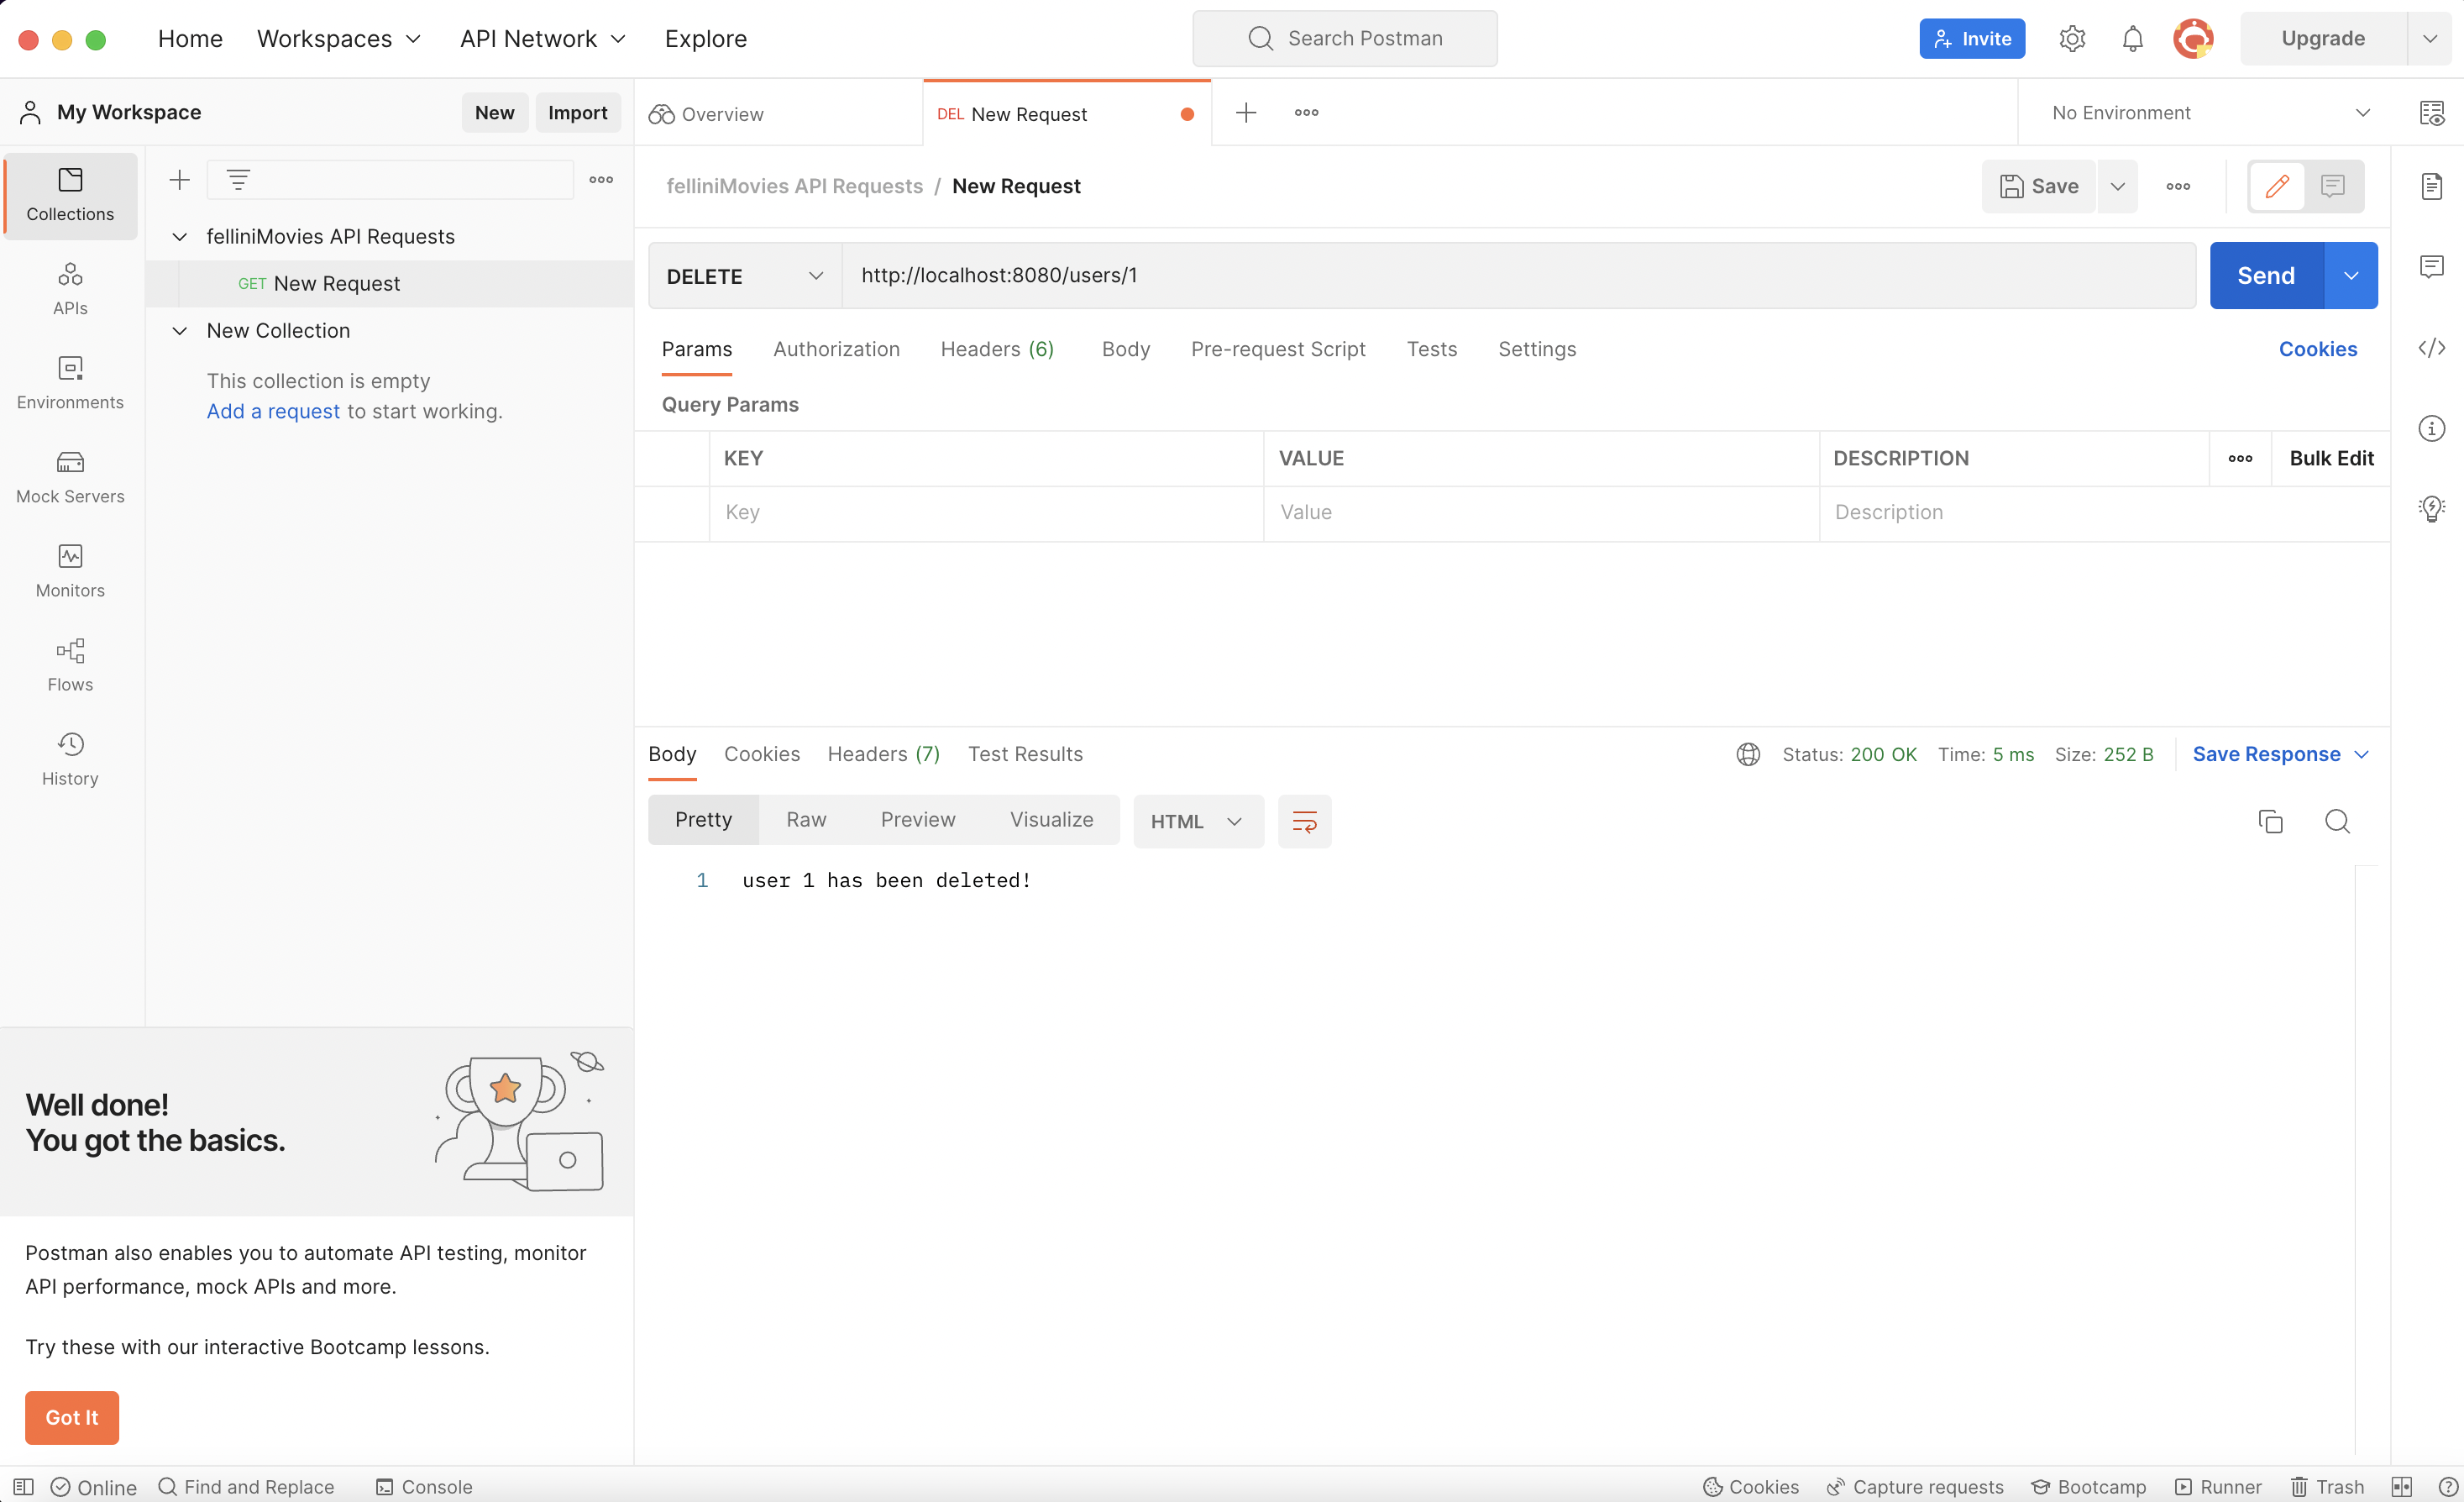 Home Workspaces API Network Explore Search Postman Invite Upgrade
My Workspace New Import
Overview DEL New Request No Environment
Collections
APIs
Environments
Mock Servers
Monitors
Flows
History
felliniMovies API Requests
GET New Request
New Collection
This collection is empty
Add a request to start working.
Well done!
You got the basics.
Postman also enables you to automate API testing, monitor
API performance, mock APIs and more.
Try these with our interactive Bootcamp lessons.
Got It
felliniMovies API Requests / New Request Save
DELETE http://localhost:8080/users/1 Send
Params Authorization Headers (6) Body Pre-request Script Tests Settings Cookies
Query Params
KEY VALUE DESCRIPTION Bulk Edit
Key Value Description
Body Cookies Headers (7) Test Results Status: 200 OK Time: 5 ms Size: 252 B Save Response
Pretty Raw Preview Visualize HTML
1 user 1 has been deleted!
Online Find and Replace Console Cookies Capture requests Bootcamp Runner Trash